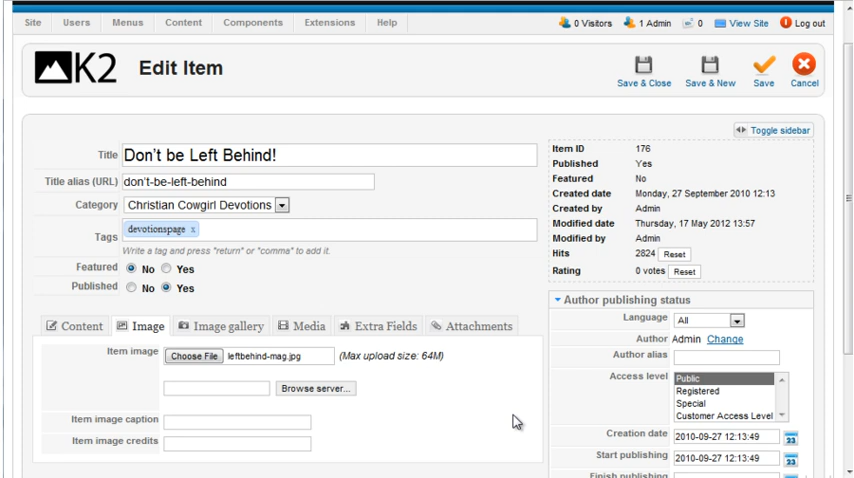 Site Users Menus Content Components Extensions Help 0 Visitors 1 Admin 0 View Site Log out
K2 Edit Item
Save & Close Save & New Save Cancel
Toggle sidebar
Title Don't be Left Behind!
Title alias (URL) don't-be-left-behind
Category Christian Cowgirl Devotions
Tags devotionspage x
Write a tag and press "return" or "comma" to add it.
Featured No Yes
Published No Yes
Item ID 176
Published Yes
Featured No
Created date Monday, 27 September 2010 12:13
Created by Admin
Modified date Thursday, 17 May 2012 13:57
Modified by Admin
Hits 2824 Reset
Rating 0 votes Reset
Content Image Image gallery Media Extra Fields Attachments
Item image Choose File leftbehind-mag.jpg (Max upload size: 64M)
Browse server...
Item image caption
Item image credits
Author publishing status
Language All
Author Admin Change
Author alias
Access level Public
Registered
Special
Customer Access Level
Creation date 2010-09-27 12:13:49 23
Start publishing 2010-09-27 12:13:49 23
Finish publishing